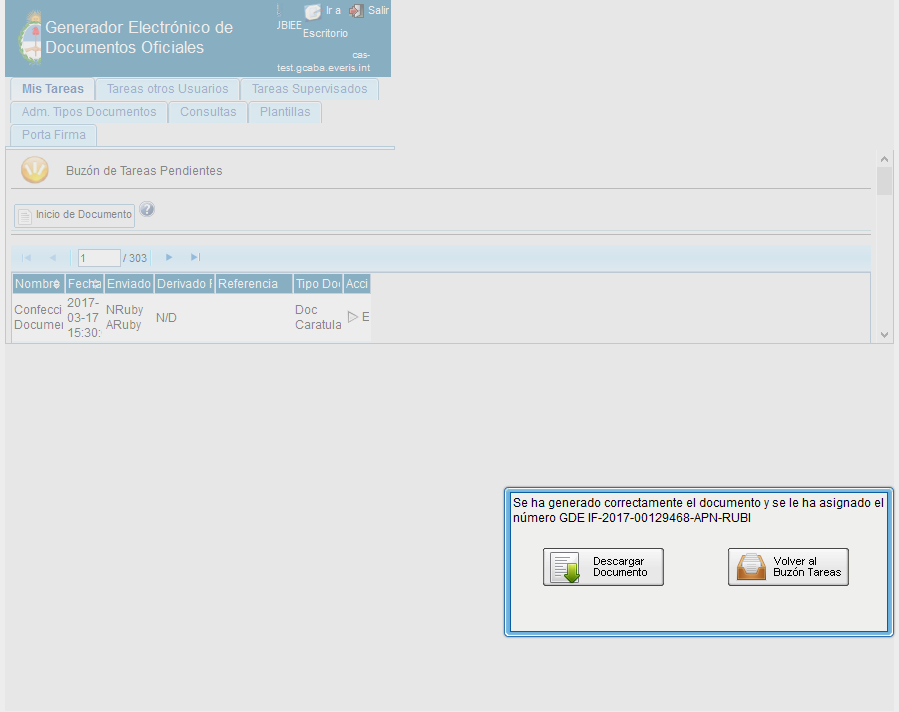 Generador Electrónico de
Documentos Oficiales
JBIEE
Ir a
Escritorio
Salir
cas-
test.gcaba.everis.int
Mis Tareas Tareas otros Usuarios Tareas Supervisados
Adm. Tipos Documentos Consultas Plantillas
Porta Firma
Buzón de Tareas Pendientes
Inicio de Documento ?
1 / 303
Nombre Fecha Enviado Derivado Referencia Tipo Do Acci
Confecci
Documen
2017-
03-17
15:30:
NRuby
ARuby
N/D
Doc
Caratula
E
Se ha generado correctamente el documento y se le ha asignado el
número GDE IF-2017-00129468-APN-RUBI
Descargar
Documento
Volver al
Buzón Tareas